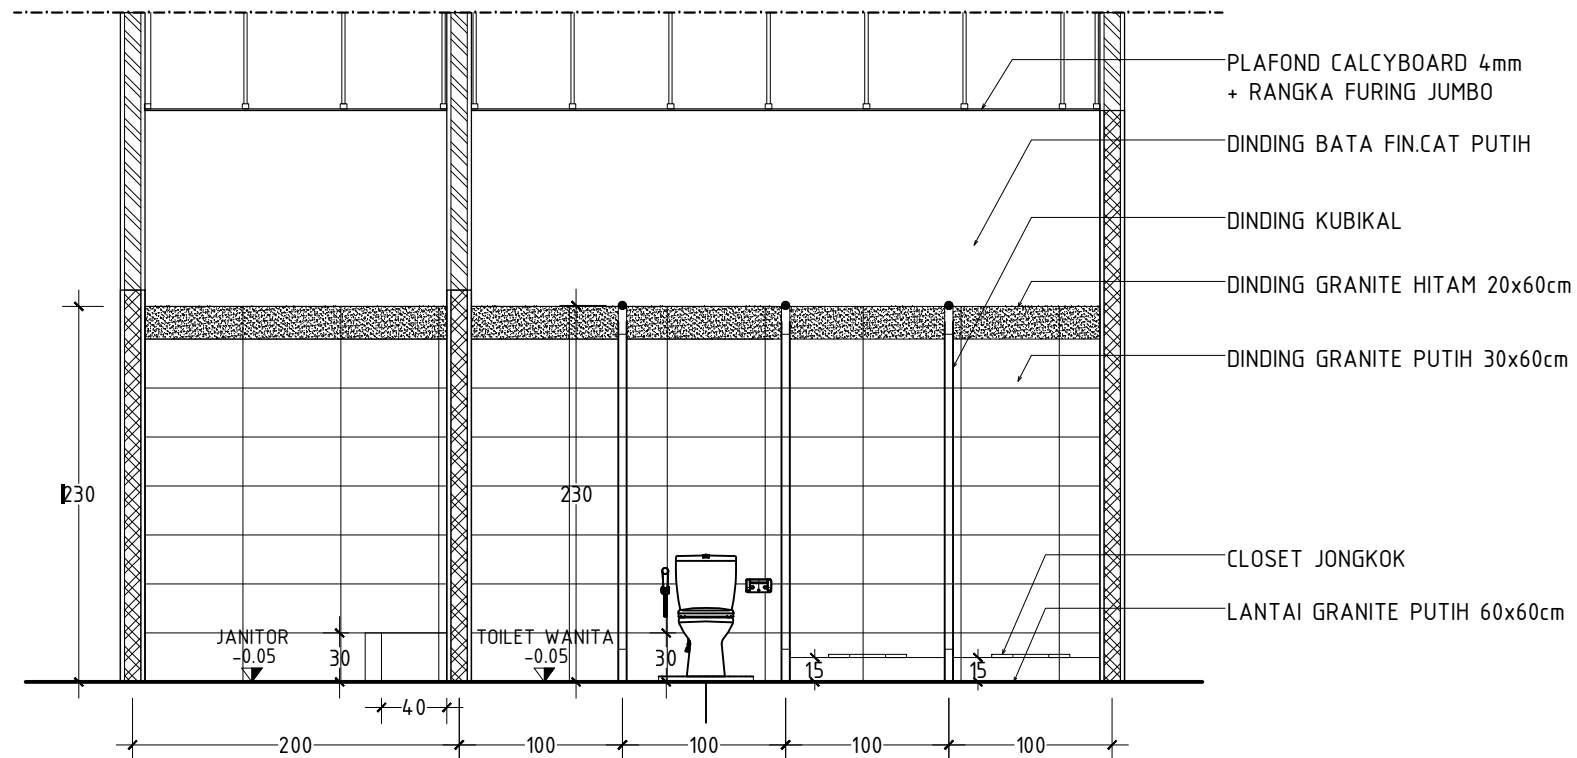 PLAFOND CALCYBOARD 4mm
+ RANGKA FURING JUMBO
DINDING BATA FIN.CAT PUTIH
DINDING KUBIKAL
DINDING GRANITE HITAM 20x60cm
DINDING GRANITE PUTIH 30x60cm
230
230
CLOSET JONGKOK
LANTAI GRANITE PUTIH 60x60cm
JANITOR
-0.05
30
TOILET WANITA
-0.05
30
15
15
40
200
100
100
100
100